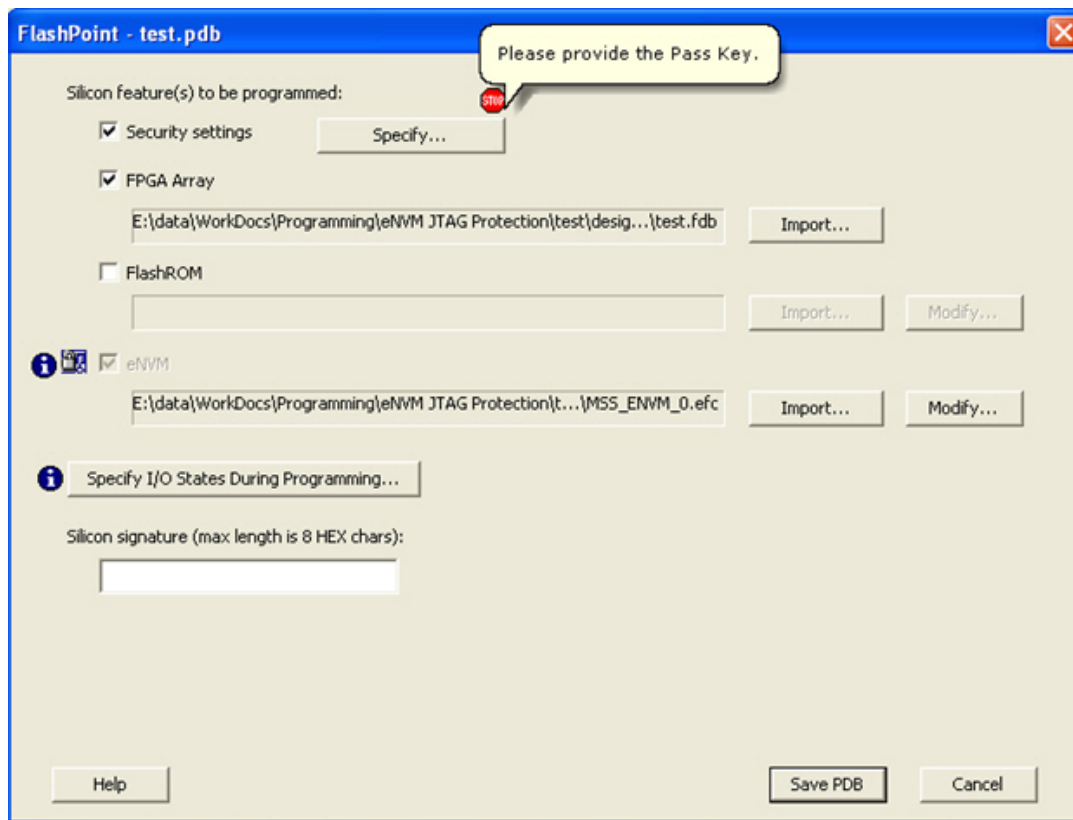 FlashPoint - test.pdb
Please provide the Pass Key.
Silicon feature(s) to be programmed:
STOP
Security settings
Specify...
FPGA Array
E:\data\WorkDocs\Programming\eNVM JTAG Protection\test\desig...\test.fdb
Import...
FlashROM
Import...
Modify...
eNVM
E:\data\WorkDocs\Programming\eNVM JTAG Protection\t...\MSS_ENVM_0.efc
Import...
Modify...
Specify I/O States During Programming...
Silicon signature (max length is 8 HEX chars):
Help
Save PDB
Cancel